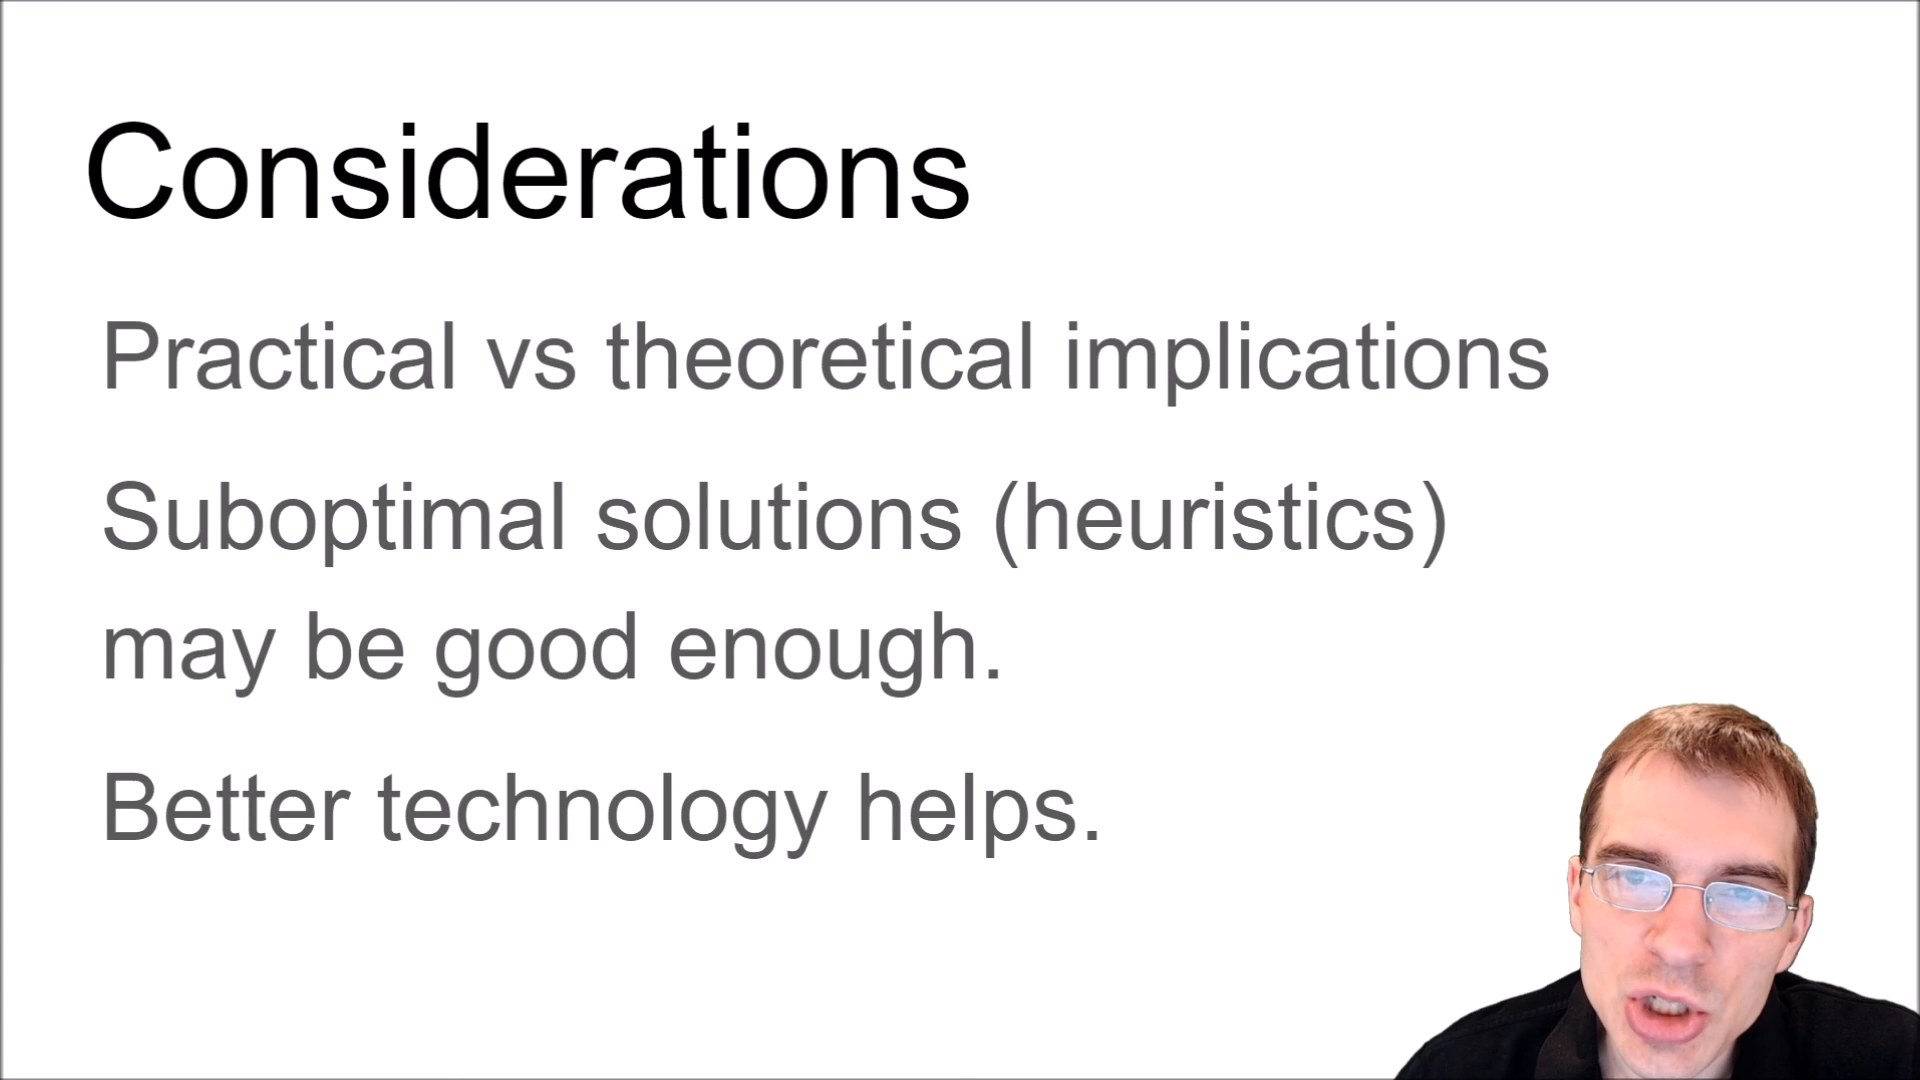 Considerations
Practical vs theoretical implications
Suboptimal solutions (heuristics)
may be good enough.
Better technology helps.